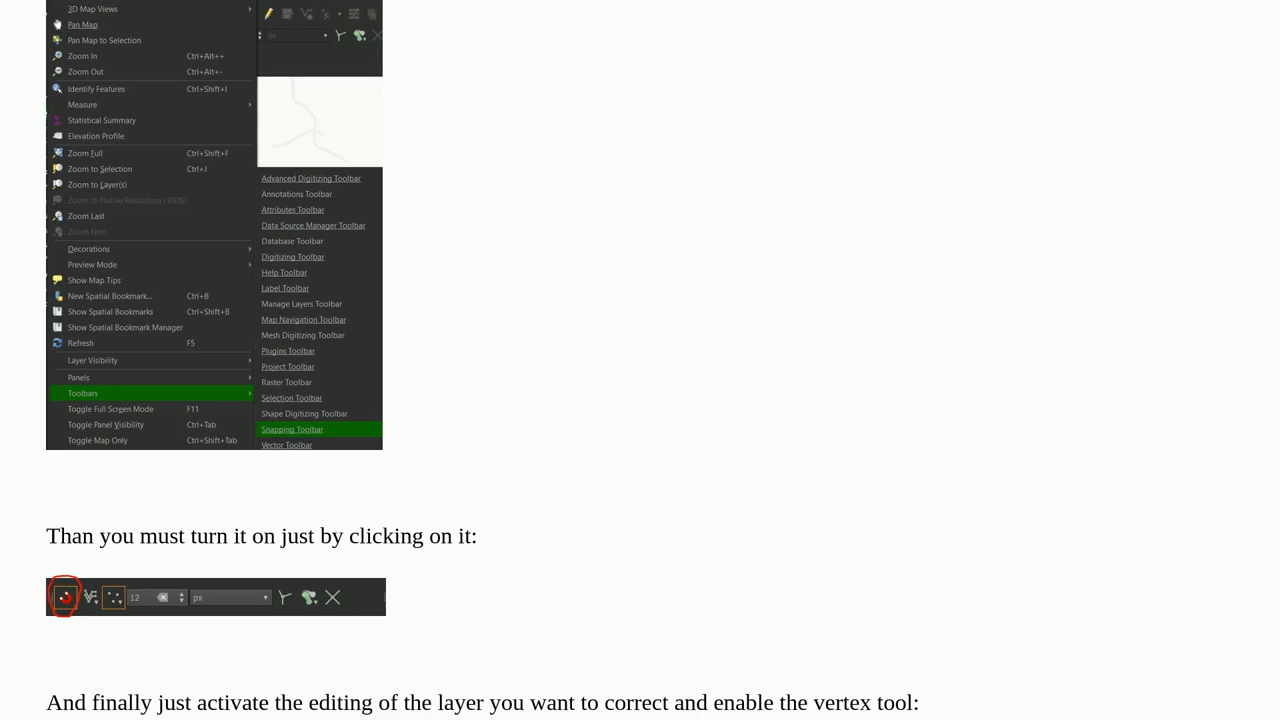 3D Map Views
Pan Map
Pan Map to Selection
Zoom In Ctrl+Alt++
Zoom Out Ctrl+Alt+-
Identify Features Ctrl+Shift+I
Measure
Statistical Summary
Elevation Profile
Zoom Full Ctrl+Shift+F
Zoom to Selection Ctrl+J
Zoom to Layer(s)
Zoom to Native Resolution (100%)
Zoom Last
Zoom Next
Decorations
Preview Mode
Show Map Tips
New Spatial Bookmark... Ctrl+B
Show Spatial Bookmarks Ctrl+Shift+B
Show Spatial Bookmark Manager
Refresh F5
Layer Visibility
Panels
Toolbars
Toggle Full Screen Mode F11
Toggle Panel Visibility Ctrl+Tab
Toggle Map Only Ctrl+Shift+Tab
px
Advanced Digitizing Toolbar
Annotations Toolbar
Attributes Toolbar
Data Source Manager Toolbar
Database Toolbar
Digitizing Toolbar
Help Toolbar
Label Toolbar
Manage Layers Toolbar
Map Navigation Toolbar
Mesh Digitizing Toolbar
Plugins Toolbar
Project Toolbar
Raster Toolbar
Selection Toolbar
Shape Digitizing Toolbar
Snapping Toolbar
Vector Toolbar
Than you must turn it on just by clicking on it:
12 px
And finally just activate the editing of the layer you want to correct and enable the vertex tool: